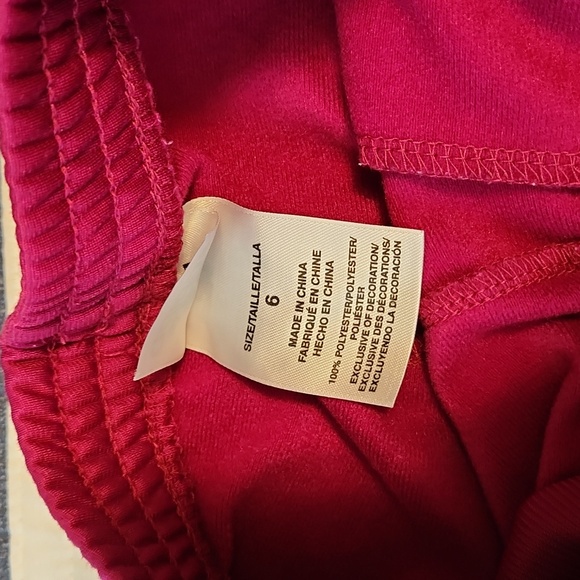 SIZE/TAILLE/TALLA
6
MADE IN CHINA
FABRIQUÉ EN CHINE
HECHO EN CHINA
100% POLYESTER/POLYESTER/
POLIÉSTER
EXCLUSIVE OF DECORATION/
EXCLUSIVE DES DÉCORATIONS/
EXCLUYENDO LA DECORACIÓN